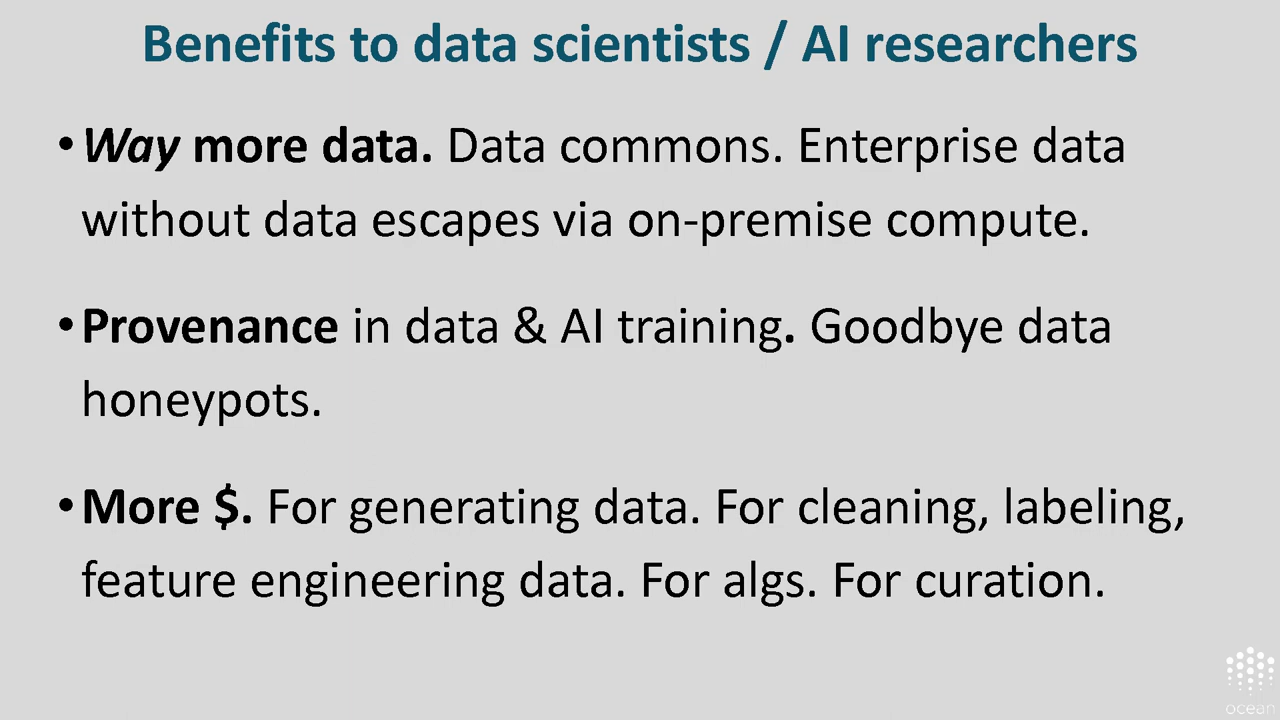 Benefits to data scientists / AI researchers
• Way more data. Data commons. Enterprise data
without data escapes via on-premise compute.
• Provenance in data & AI training. Goodbye data
honeypots.
• More $. For generating data. For cleaning, labeling,
feature engineering data. For algs. For curation.
ocean